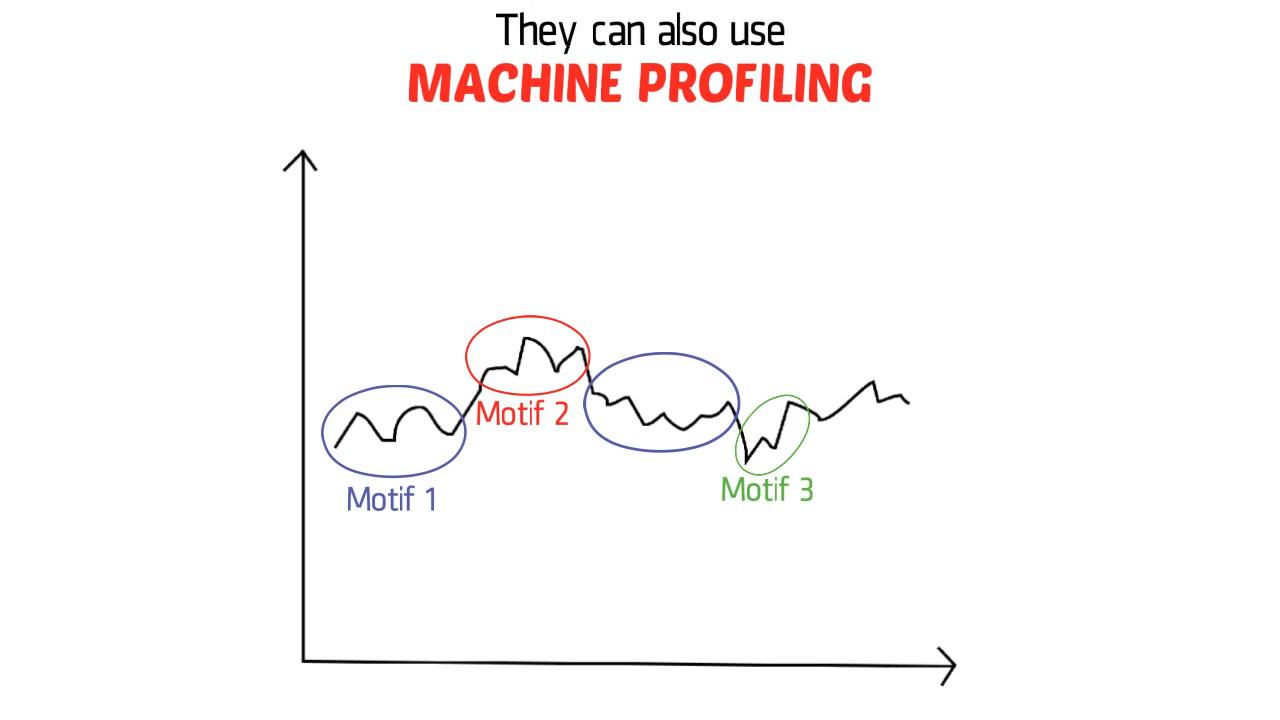 They can also use
MACHINE PROFILING
Motif 2
Motif 1
Motif 3